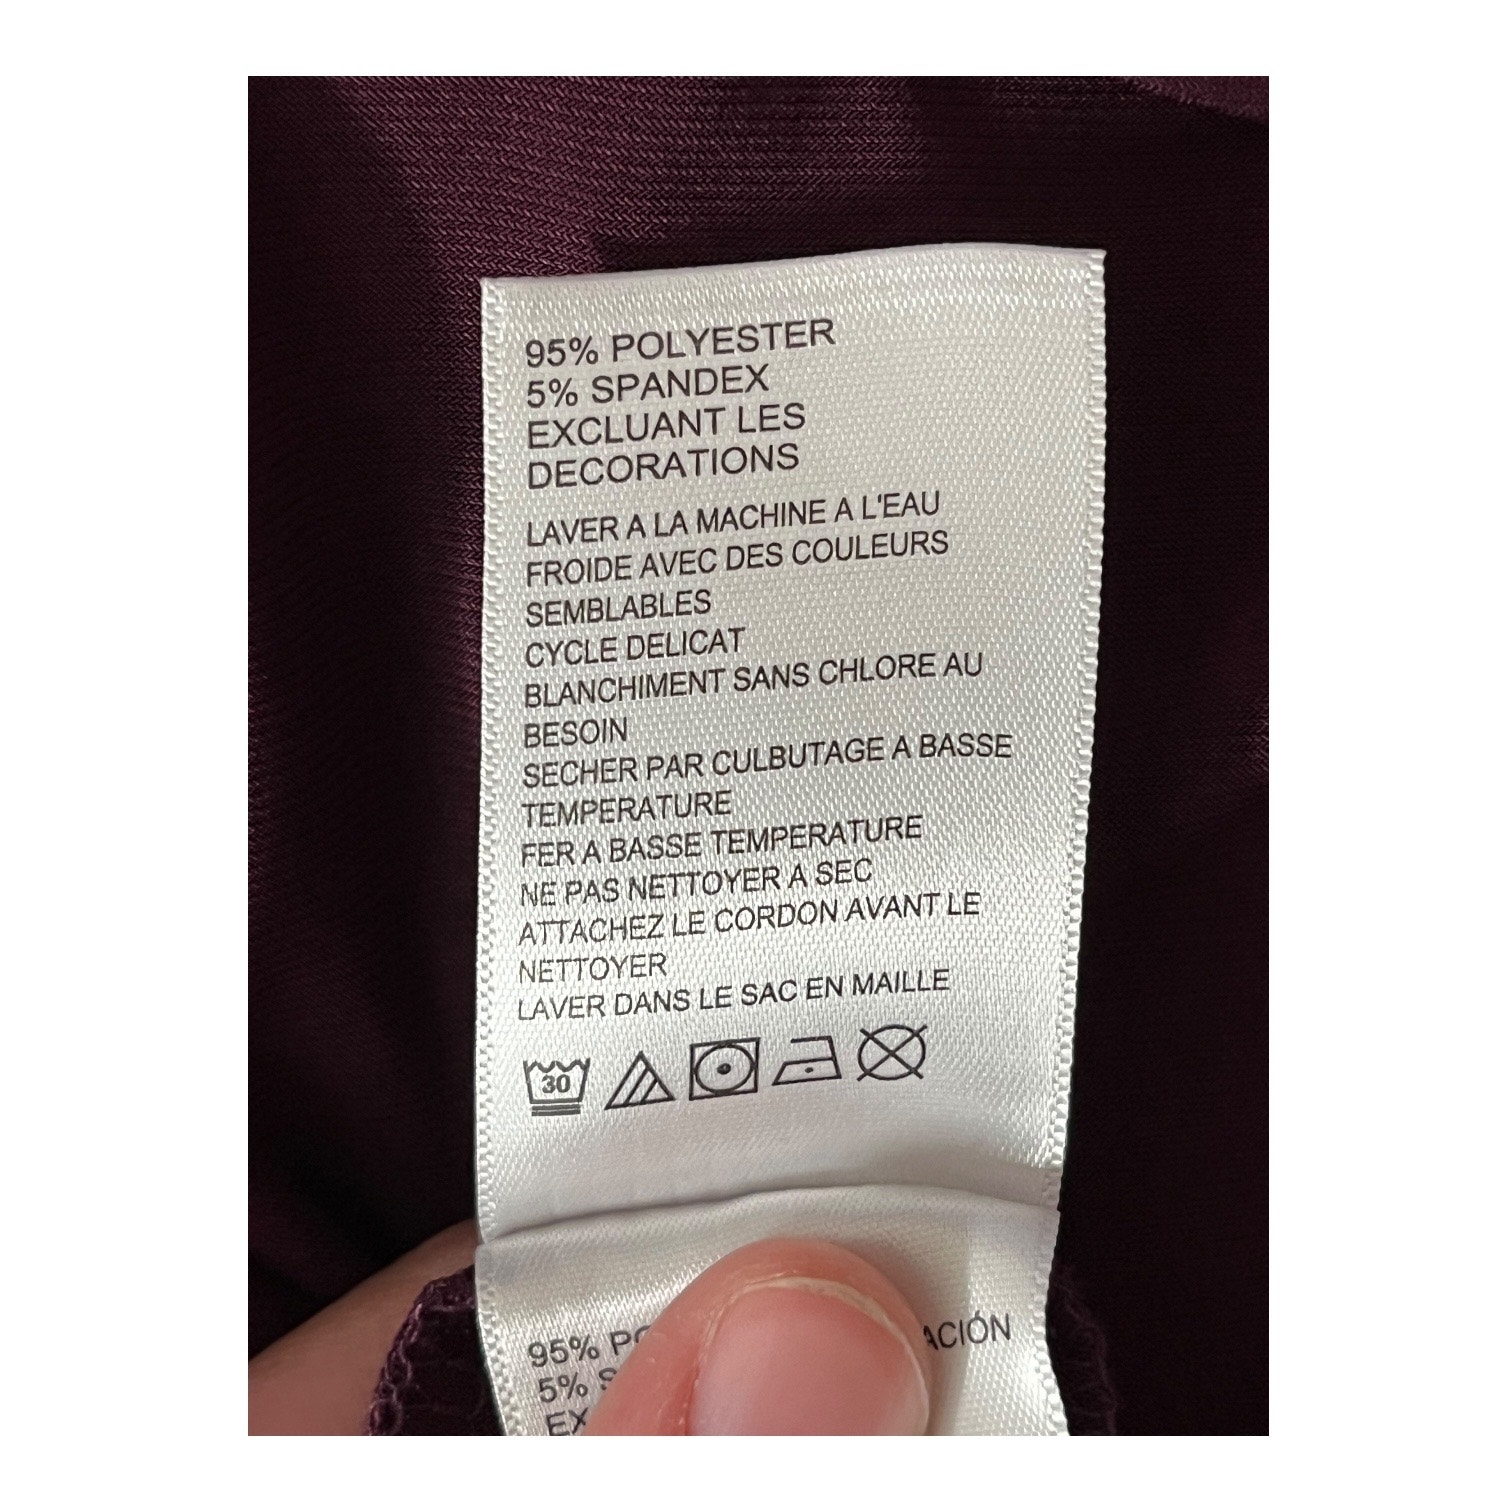 95% POLYESTER
5% SPANDEX
EXCLUANT LES
DECORATIONS
LAVER A LA MACHINE A L'EAU
FROIDE AVEC DES COULEURS
SEMBLABLES
CYCLE DELICAT
BLANCHIMENT SANS CHLORE AU
BESOIN
SECHER PAR CULBUTAGE A BASSE
TEMPERATURE
FER A BASSE TEMPERATURE
NE PAS NETTOYER A SEC
ATTACHEZ LE CORDON AVANT LE
NETTOYER
LAVER DANS LE SAC EN MAILLE
30
95%
5%